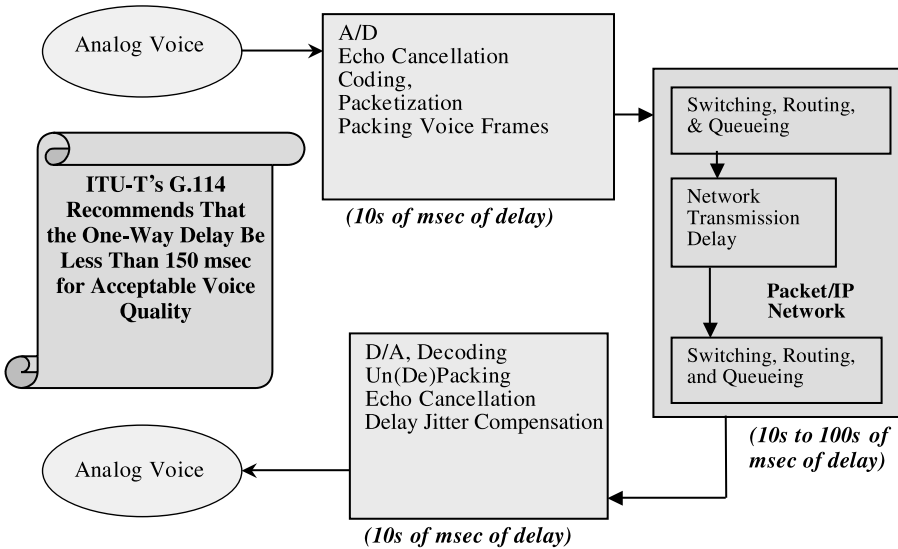 Analog Voice
A/D
Echo Cancellation
Coding,
Packetization
Packing Voice Frames
(10s of msec of delay)
Switching, Routing,
& Queueing
Network
Transmission
Delay
Packet/IP
Network
Switching, Routing,
and Queueing
(10s to 100s of
msec of delay)
ITU-T's G.114
Recommends That
the One-Way Delay Be
Less Than 150 msec
for Acceptable Voice
Quality
D/A, Decoding
Un(De)Packing
Echo Cancellation
Delay Jitter Compensation
(10s of msec of delay)
Analog Voice